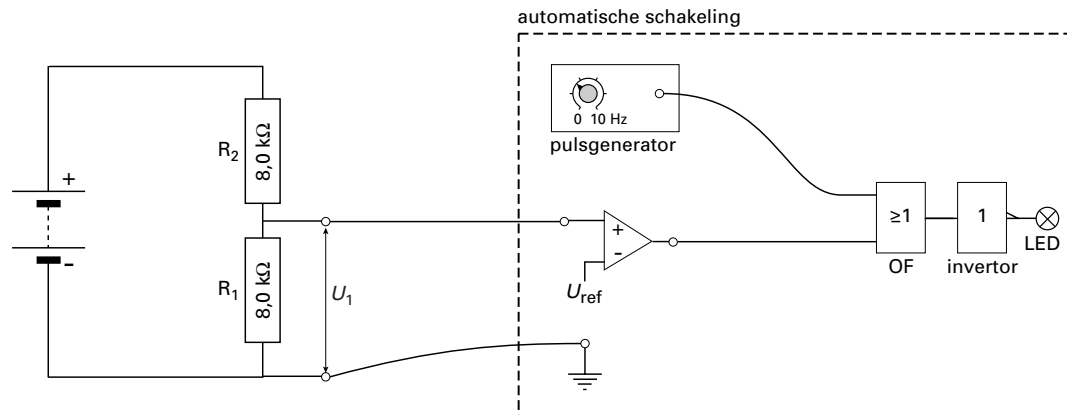 automatische schakeling
0 10 Hz
pulsgenerator
+
-
R2
8,0 kΩ
R1
8,0 kΩ
U1
+
-
Uref
≥1
OF
1
invertor
LED